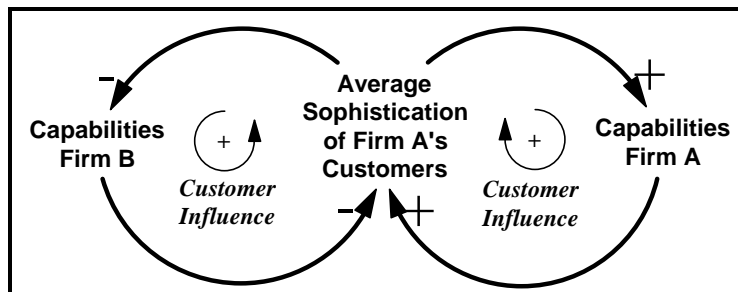 -
+
Average
Sophistication
of Firm A's
Customers
Capabilities
Firm B
Capabilities
Firm A
+
+
Customer
Influence
Customer
Influence
-
+